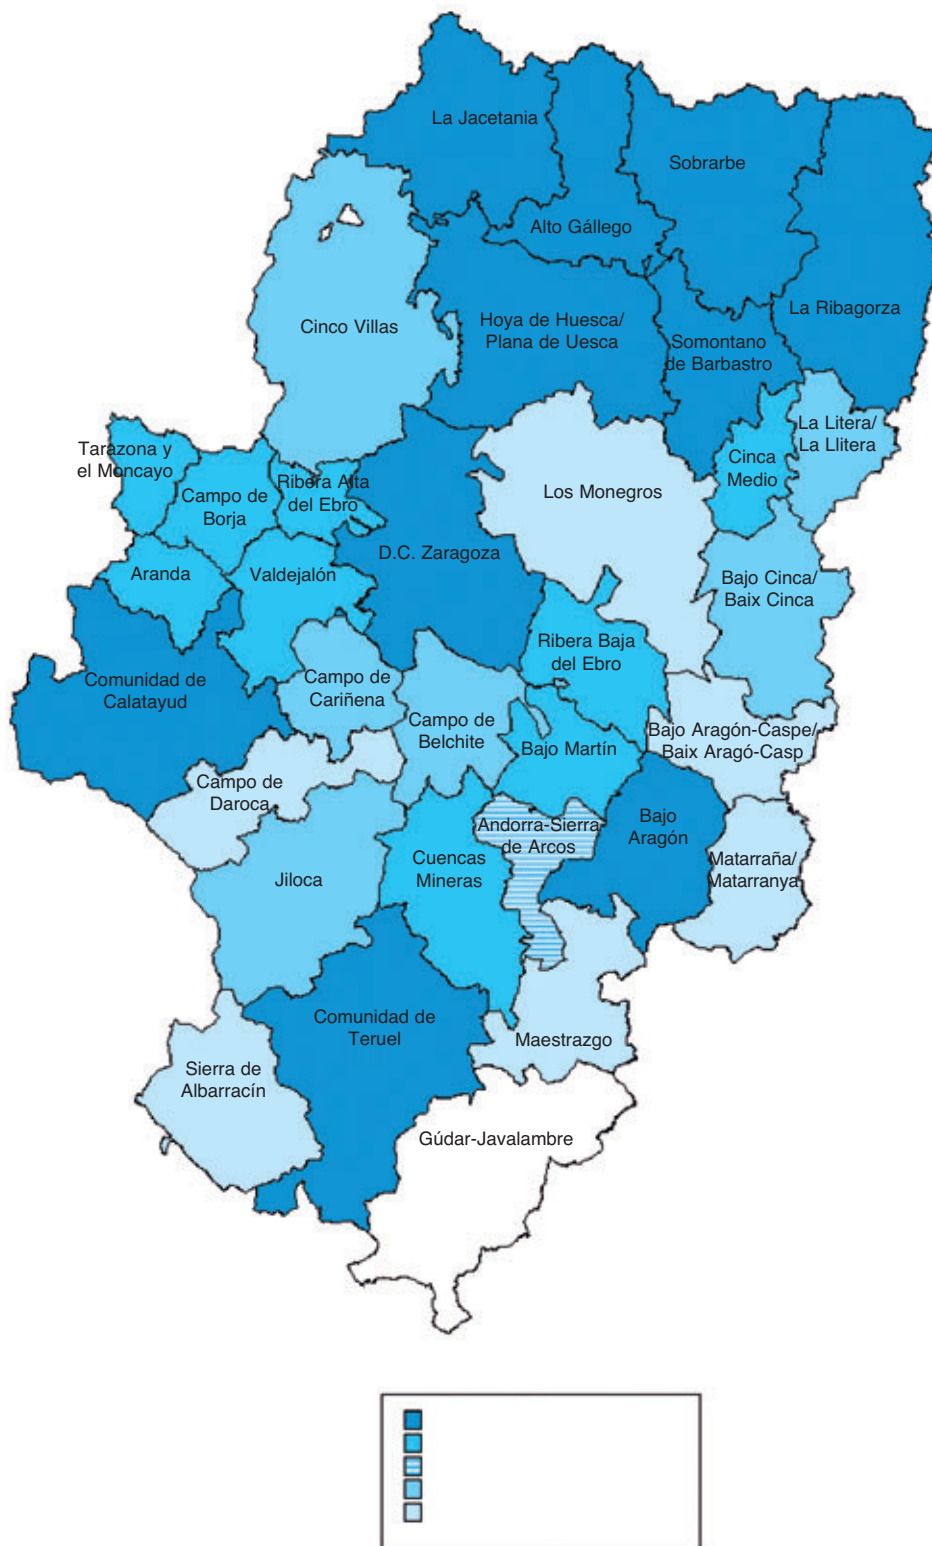 La Jacetania
Sobrarbe
Alto Gállego
La Ribagorza
Cinco Villas
Hoya de Huesca/
Plana de Uesca
Somontano
de Barbastro
La Litera/
La Llitera
Tarazona y
el Moncayo
Cinca
Medio
Ribera Alta
del Ebro
Campo de
Borja
Los Monegros
D.C. Zaragoza
Aranda
Valdejalón
Bajo Cinca/
Baix Cinca
Ribera Baja
del Ebro
Comunidad de
Calatayud
Campo de
Cariñena
Campo de
Belchite
Bajo Aragón-Caspe/
Baix Aragó-Casp
Bajo Martín
Campo de
Daroca
Andorra-Sierra
de Arcos
Bajo
Aragón
Jiloca
Cuencas
Mineras
Matarraña/
Matarranya
Comunidad de
Teruel
Maestrazgo
Sierra de
Albarracín
Gúdar-Javalambre